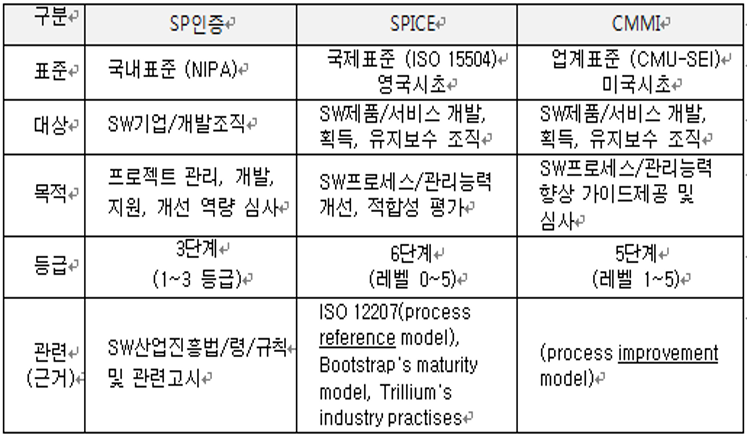 구분 SP인증 SPICE CMMI
표준 국내표준 (NIPA) 국제표준 (ISO 15504) 업계표준 (CMU-SEI)
영국시초 미국시초
대상 SW기업/개발조직 SW제품/서비스 개발, SW제품/서비스 개발,
획득, 유지보수 조직 획득, 유지보수 조직
목적 프로젝트 관리, 개발, SW프로세스/관리능력 SW프로세스/관리능력
지원, 개선 역량 심사 개선, 적합성 평가 향상 가이드제공 및
심사
등급 3단계 6단계 5단계
(1~3 등급) (레벨 0~5) (레벨 1~5)
관련 SW산업진흥법/령/규칙 ISO 12207(process (process improvement
(근거) 및 관련고시 reference model), model)
Bootstrap's maturity
model, Trillium's
industry practises